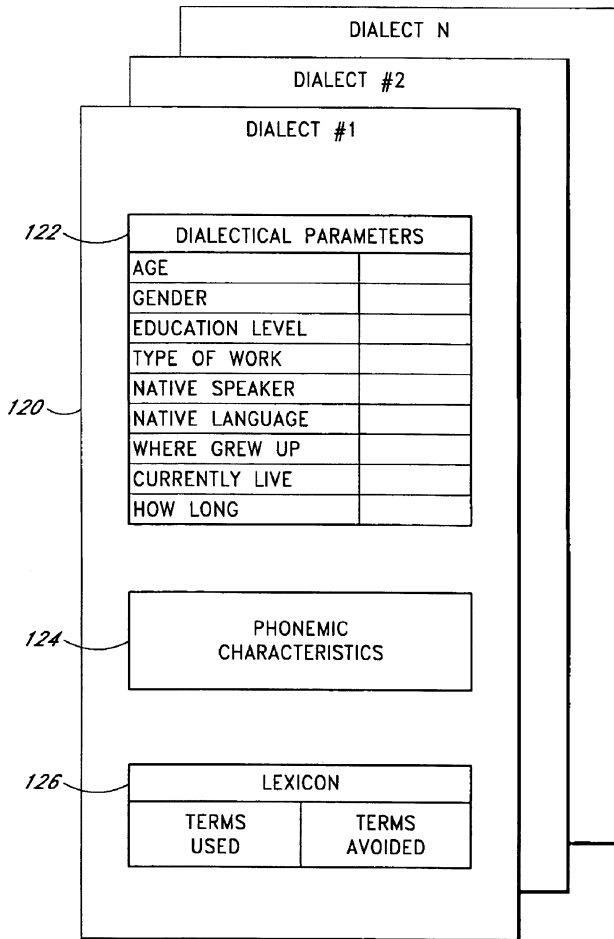 DIALECT N
DIALECT #2
DIALECT #1
122
DIALECTICAL PARAMETERS
AGE
GENDER
EDUCATION LEVEL
TYPE OF WORK
120
NATIVE SPEAKER
NATIVE LANGUAGE
WHERE GREW UP
CURRENTLY LIVE
HOW LONG
124
PHONEMIC
CHARACTERISTICS
126
LEXICON
TERMS
USED
TERMS
AVOIDED